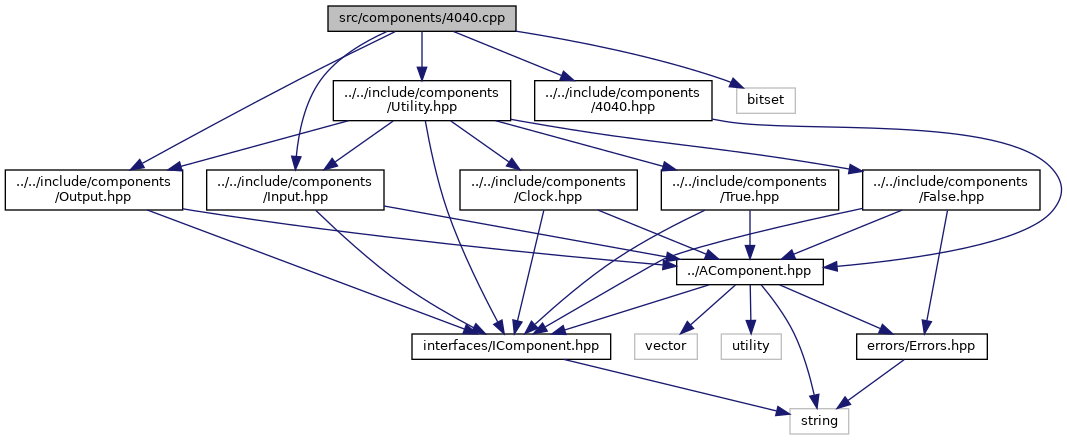 src/components/4040.cpp
../../include/components
/Utility.hpp
../../include/components
/4040.hpp
bitset
../../include/components
/Output.hpp
../../include/components
/Input.hpp
../../include/components
/Clock.hpp
../../include/components
/True.hpp
../../include/components
/False.hpp
../AComponent.hpp
interfaces/IComponent.hpp
vector
utility
errors/Errors.hpp
string